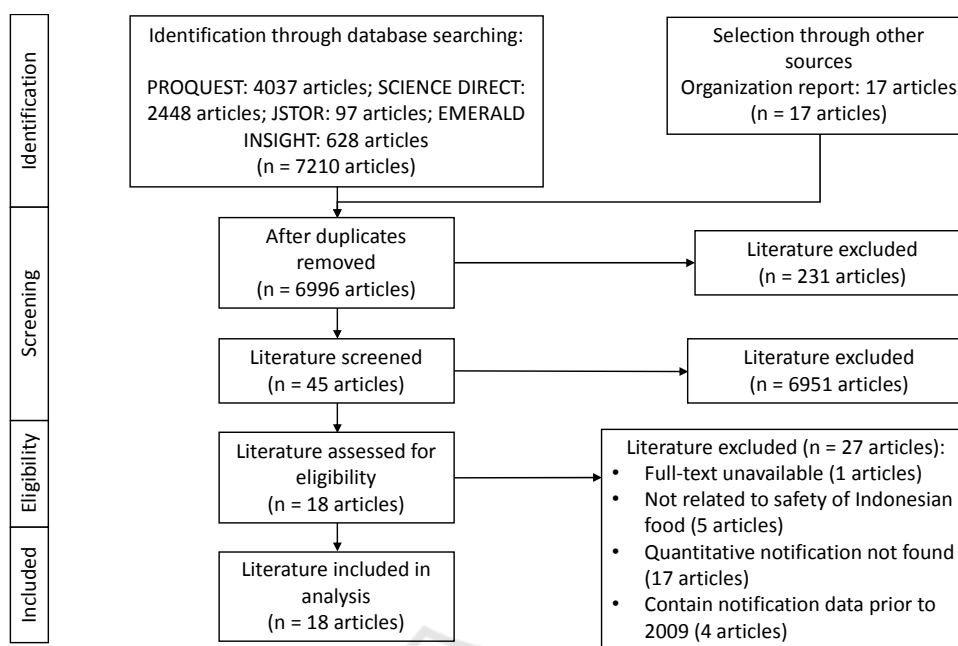 Identification
Identification through database searching:
PROQUEST: 4037 articles; SCIENCE DIRECT:
2448 articles; JSTOR: 97 articles; EMERALD
INSIGHT: 628 articles
(n = 7210 articles)
Selection through other
sources
Organization report: 17 articles
(n = 17 articles)
Screening
After duplicates
removed
(n = 6996 articles)
Literature excluded
(n = 231 articles)
Literature screened
(n = 45 articles)
Literature excluded
(n = 6951 articles)
Eligibility
Literature assessed for
eligibility
(n = 18 articles)
Literature excluded (n = 27 articles):
• Full-text unavailable (1 articles)
• Not related to safety of Indonesian
food (5 articles)
• Quantitative notification not found
(17 articles)
• Contain notification data prior to
2009 (4 articles)
Included
Literature included in
analysis
(n = 18 articles)